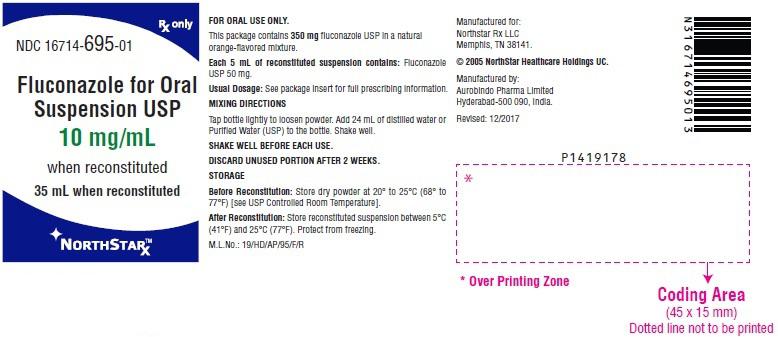 Rx only
NDC 16714-695-01
Fluconazole for Oral
Suspension USP
10 mg/mL
when reconstituted
35 mL when reconstituted
NORTHSTARx™
FOR ORAL USE ONLY.
This package contains 350 mg fluconazole USP in a natural
orange-flavored mixture.
Each 5 mL of reconstituted suspension contains: Fluconazole
USP 50 mg.
Usual Dosage: See package insert for full prescribing information.
MIXING DIRECTIONS
Tap bottle lightly to loosen powder. Add 24 mL of distilled water or
Purified Water (USP) to the bottle. Shake well.
SHAKE WELL BEFORE EACH USE.
DISCARD UNUSED PORTION AFTER 2 WEEKS.
STORAGE
Before Reconstitution: Store dry powder at 20° to 25°C (68° to
77°F) [see USP Controlled Room Temperature].
After Reconstitution: Store reconstituted suspension between 5°C
(41°F) and 25°C (77°F). Protect from freezing.
M.L.No.: 19/HD/AP/95/F/R
Manufactured for:
Northstar Rx LLC
Memphis, TN 38141.
© 2005 NorthStar Healthcare Holdings UC.
Manufactured by:
Aurobindo Pharma Limited
Hyderabad-500 090, India.
Revised: 12/2017
N316714695013
P1419178
*
* Over Printing Zone
Coding Area
(45 x 15 mm)
Dotted line not to be printed